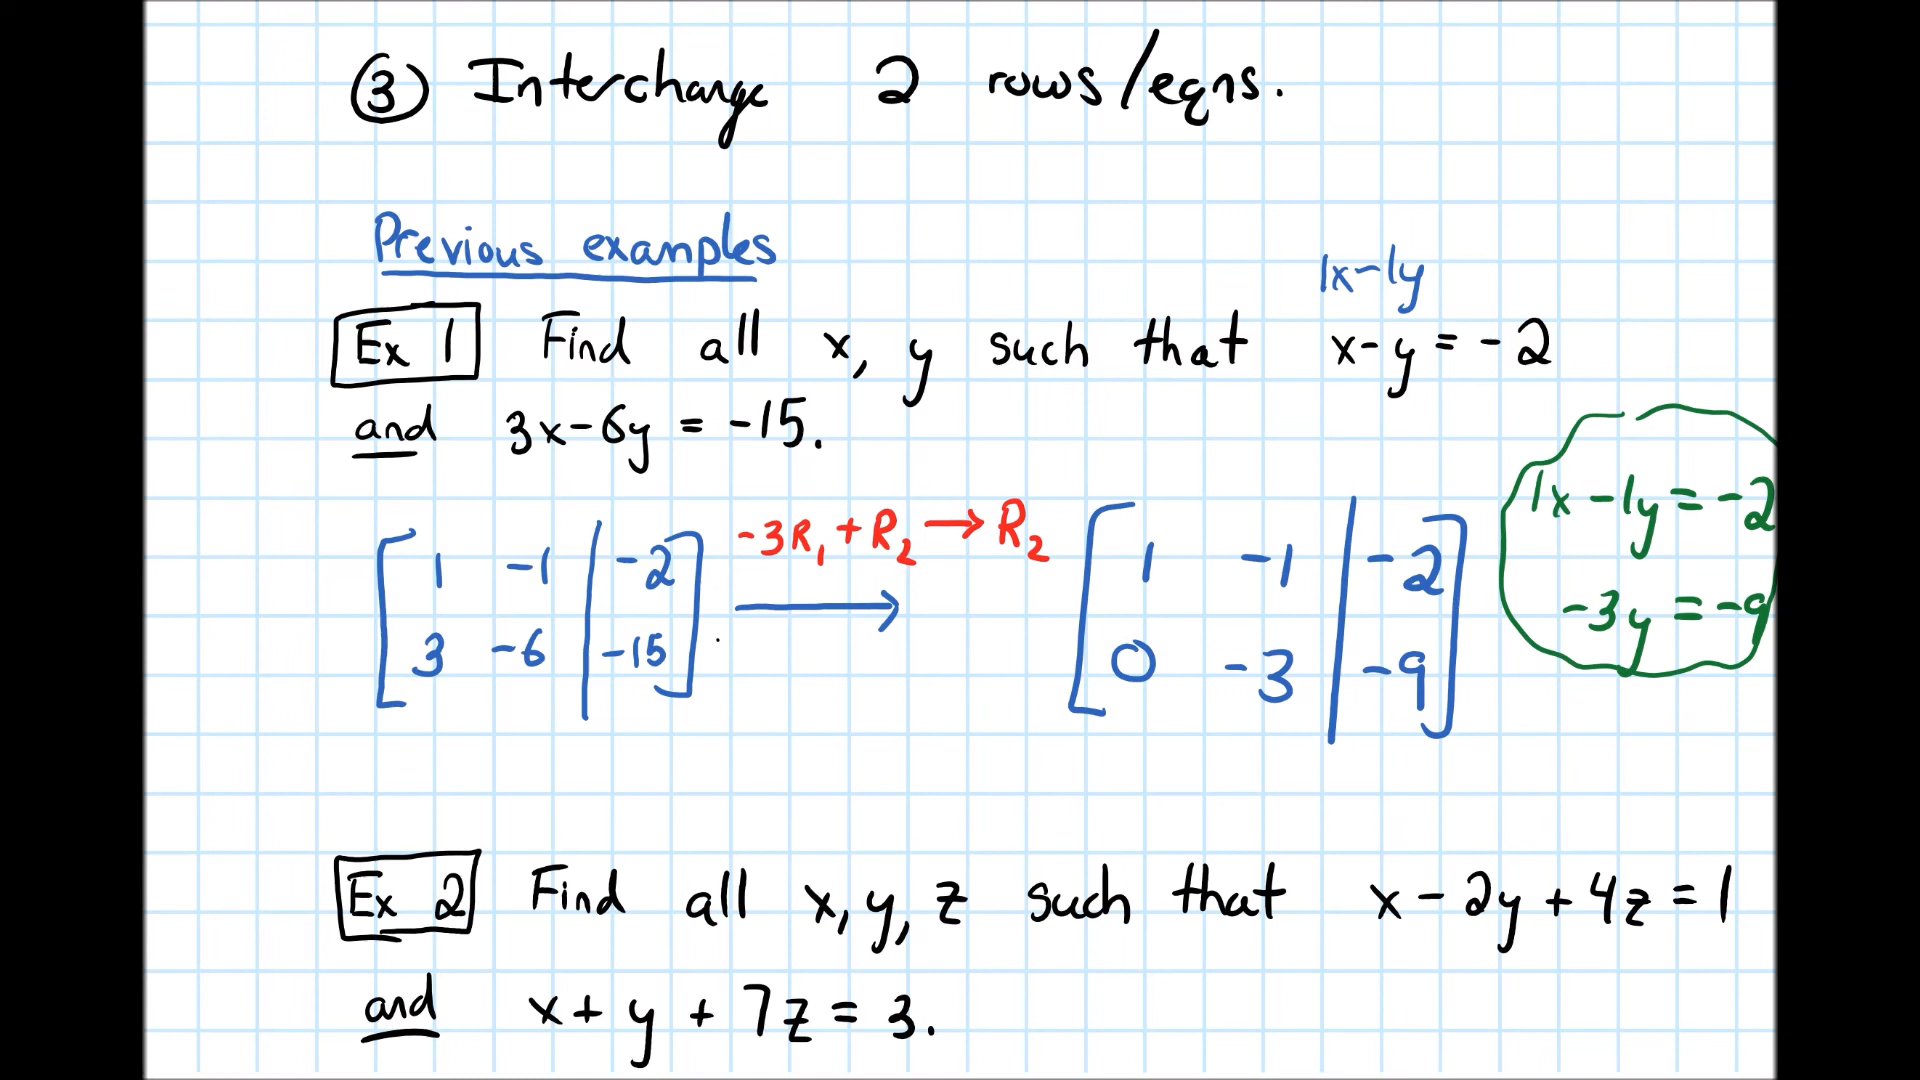 ③ Interchange 2 rows/eqns.
Previous examples
1x-1y
Ex 1 Find all x, y such that x-y = -2
and 3x-6y = -15.
[ 1 -1 | -2 ] -3R₁+R₂ → R₂ [ 1 -1 | -2 ] 1x-1y = -2
[ 3 -6 | -15 ] → [ 0 -3 | -9 ] -3y = -9
Ex 2 Find all x, y, z such that x - 2y + 4z = 1
and x + y + 7z = 3.